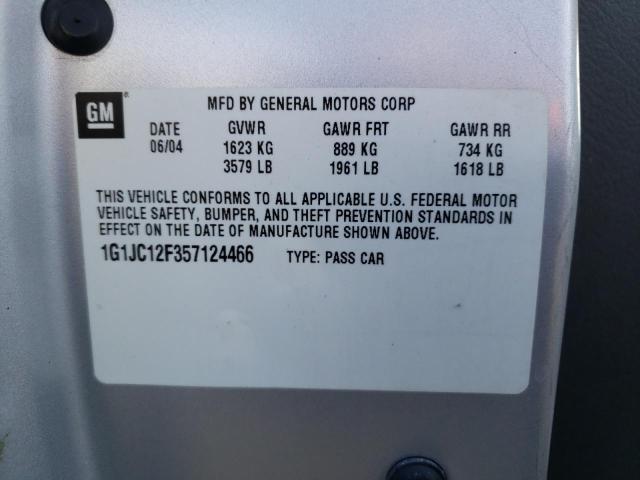 GM®
MFD BY GENERAL MOTORS CORP
DATE GVWR GAWR FRT GAWR RR
06/04 1623 KG 889 KG 734 KG
3579 LB 1961 LB 1618 LB
THIS VEHICLE CONFORMS TO ALL APPLICABLE U.S. FEDERAL MOTOR
VEHICLE SAFETY, BUMPER, AND THEFT PREVENTION STANDARDS IN
EFFECT ON THE DATE OF MANUFACTURE SHOWN ABOVE.
1G1JC12F357124466 TYPE: PASS CAR